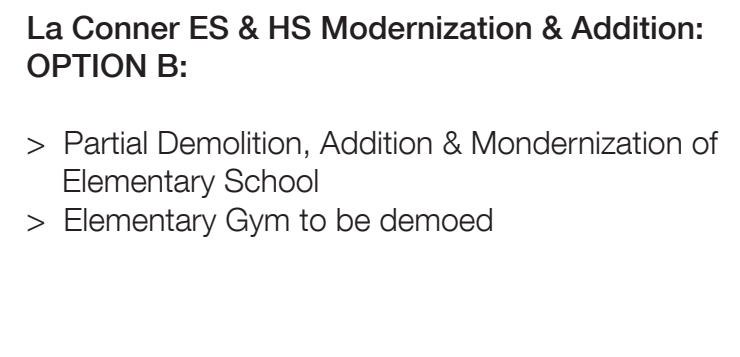 La Conner ES & HS Modernization & Addition:
OPTION B:
> Partial Demolition, Addition & Mondernization of
Elementary School
> Elementary Gym to be demoed